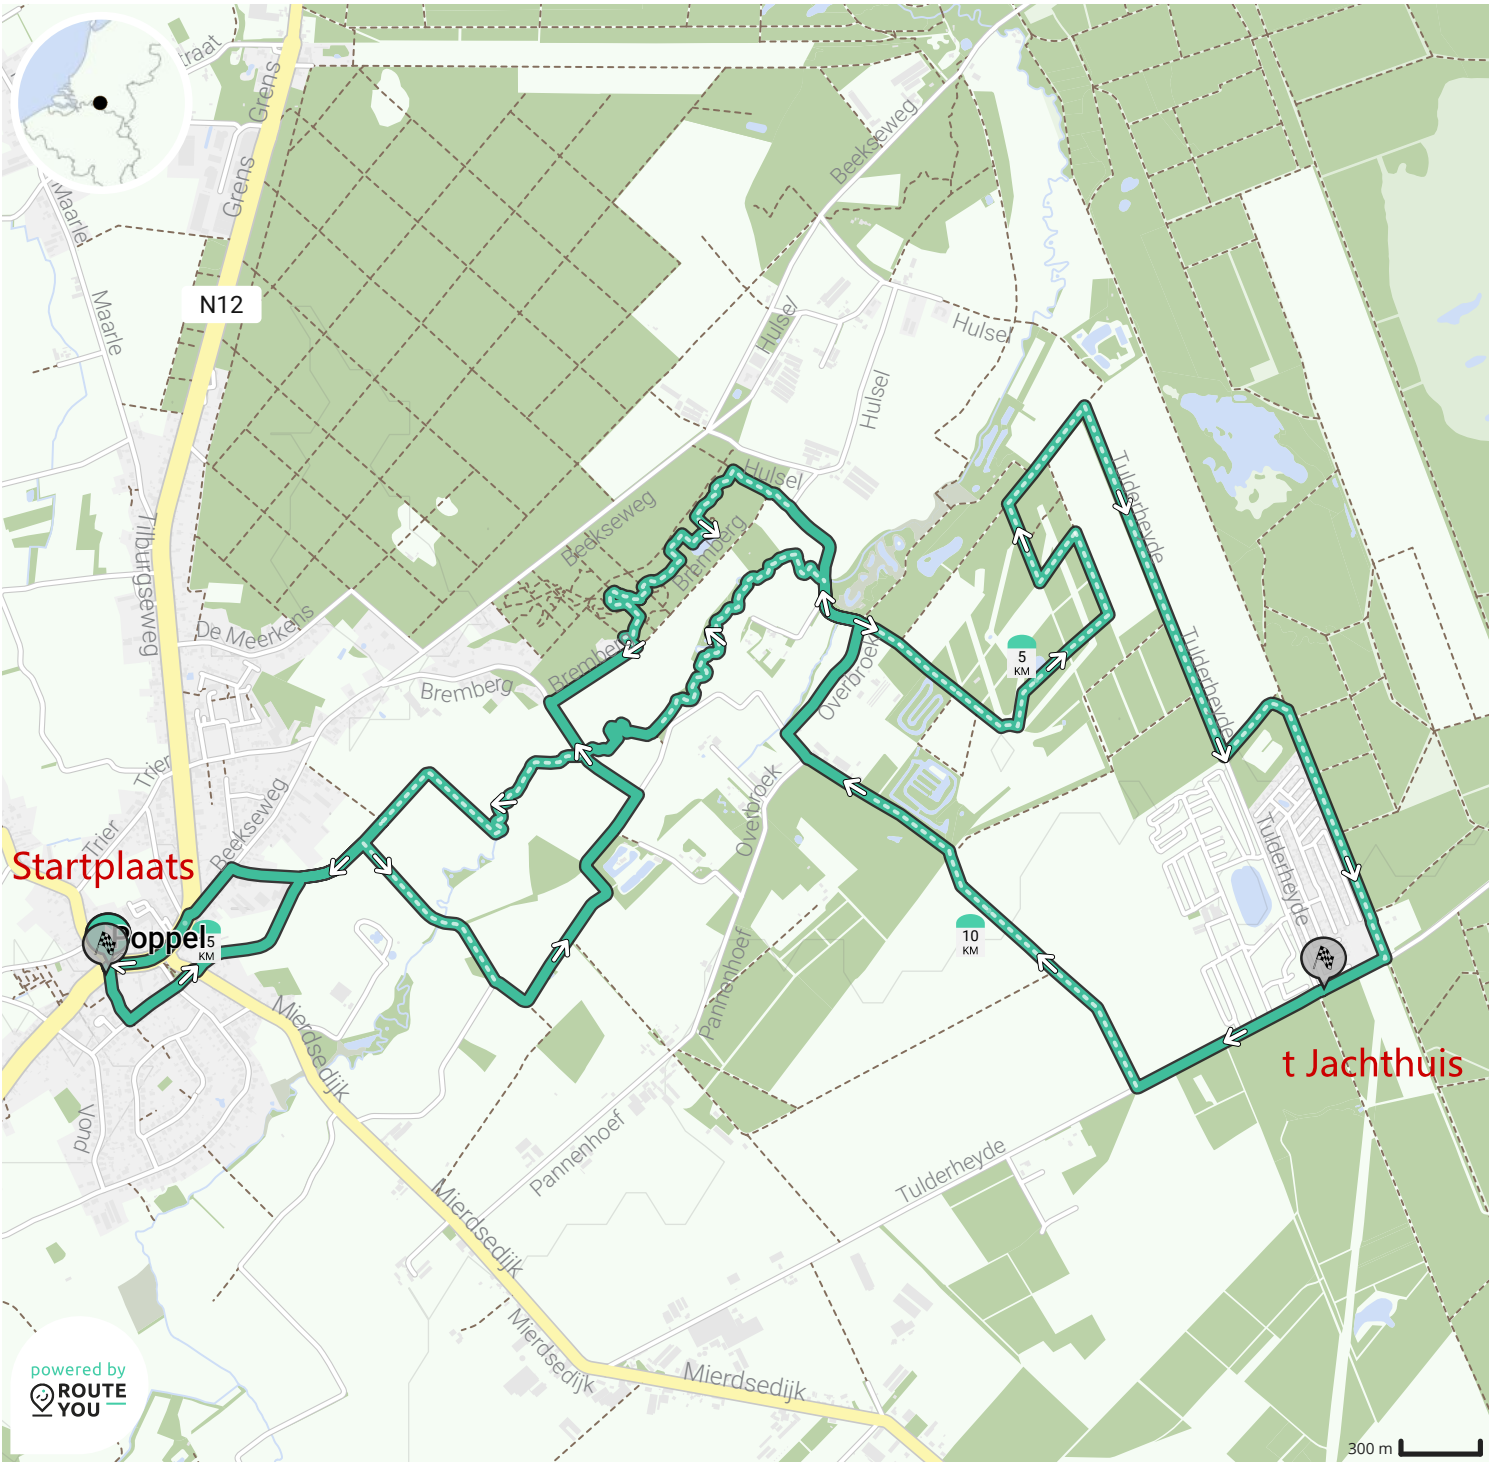 traat
Grens
Beekseweg
Grens
Maarle
N12
Hulsel
Hulsel
Maarle
Hulsel
Tulderheyde
Hulsel
Beekseweg
Bremberg
Tilburgseweg
De Meerkens
Tulderheyde
Bremberg
Bremberg
Overbroek
5
KM
Trier
Overbroek
Beekseweg
Trier
Tulderheyde
Startplaats
Poppel
5
KM
10
KM
Pannenhoef
Mierdsedijk
t Jachthuis
Vond
Pannenhoef
Tulderheyde
Mierdsedijk
Mierdsedijk
Mierdsedijk
powered by
ROUTE
YOU
300 m